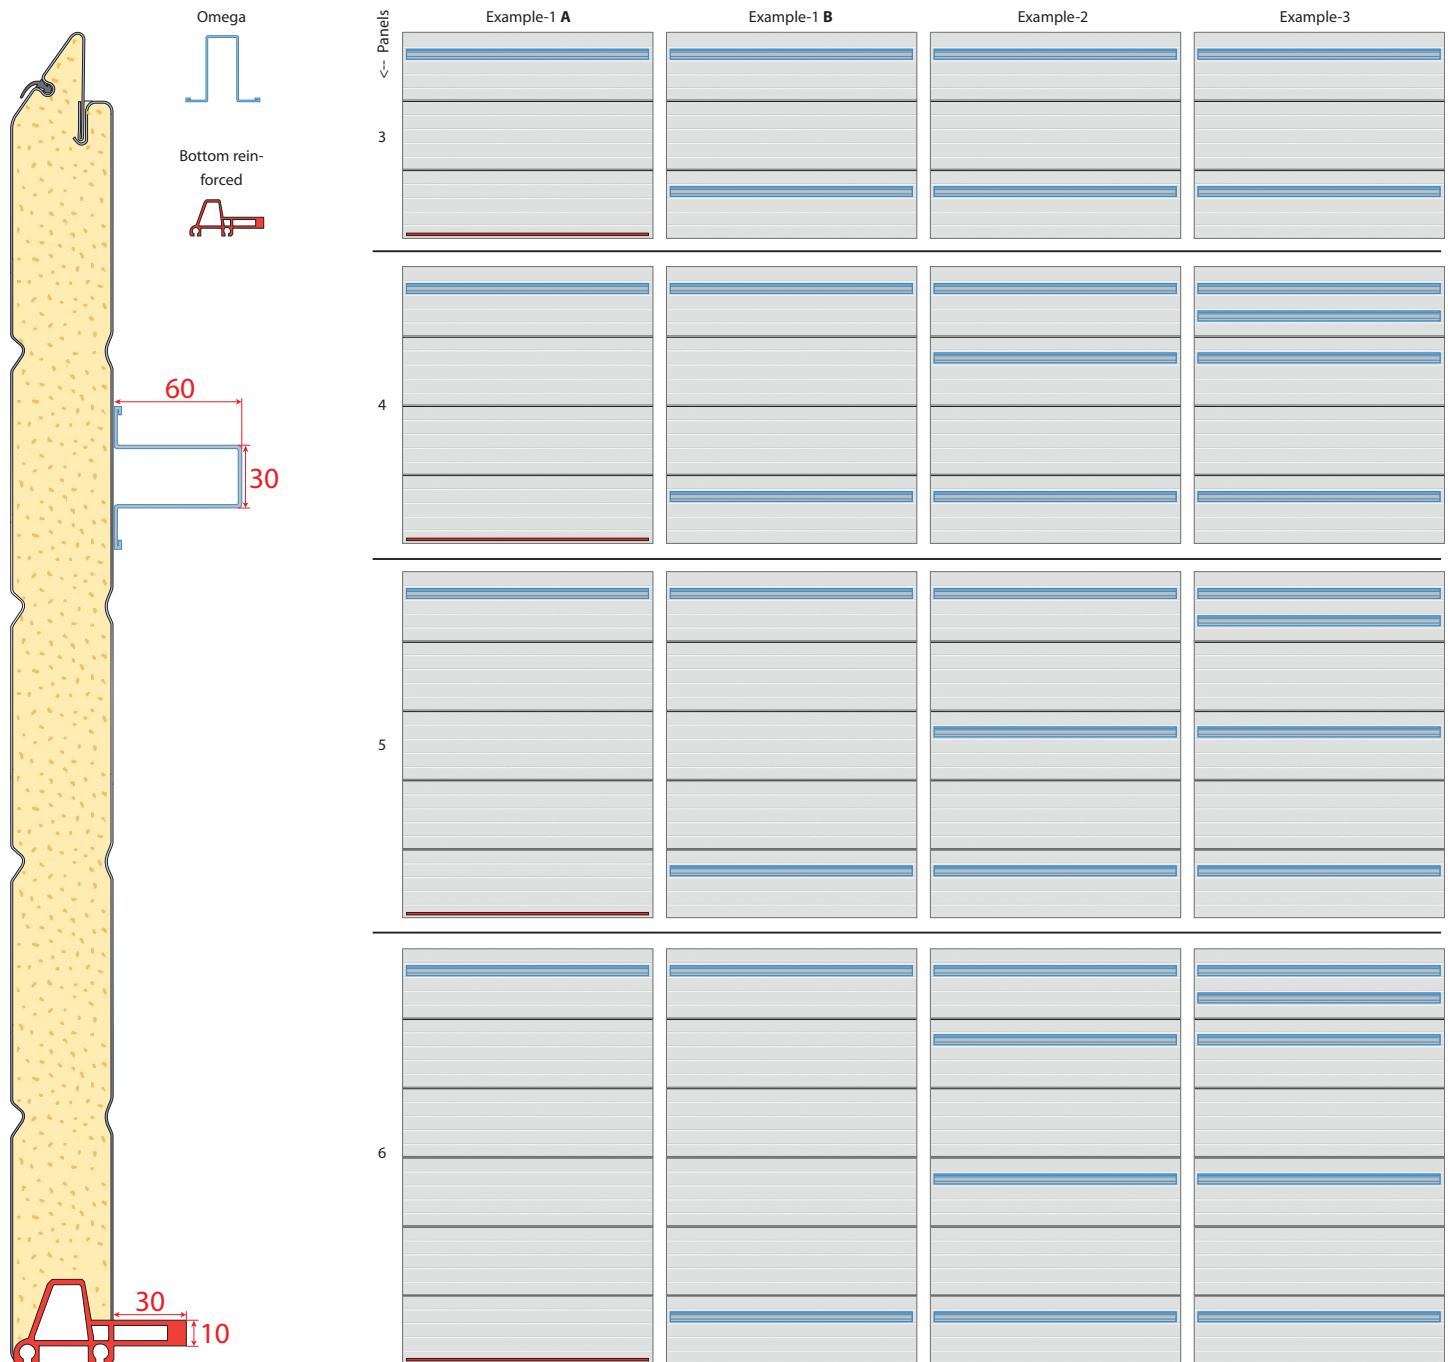 Omega
Bottom rein-
forced
60
30
30
10
<-- Panels
Example-1 A
Example-1 B
Example-2
Example-3
3
4
5
6